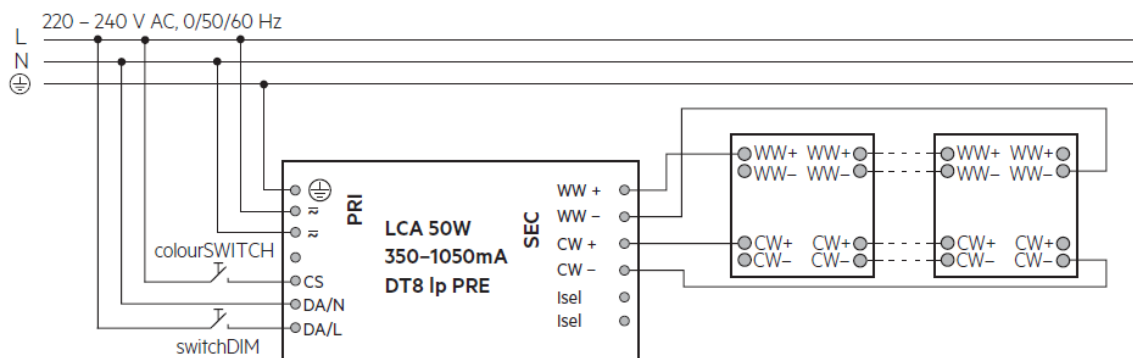 220 – 240 V AC, 0/50/60 Hz
L
N
PRI
SEC
LCA 50W
350–1050mA
DT8 lp PRE
≂
≂
colourSWITCH
CS
DA/N
DA/L
switchDIM
WW +
WW –
CW +
CW –
Isel
Isel
WW+ WW+
WW– WW–
CW+ CW+
CW– CW–
WW+ WW+
WW– WW–
CW+ CW+
CW– CW–